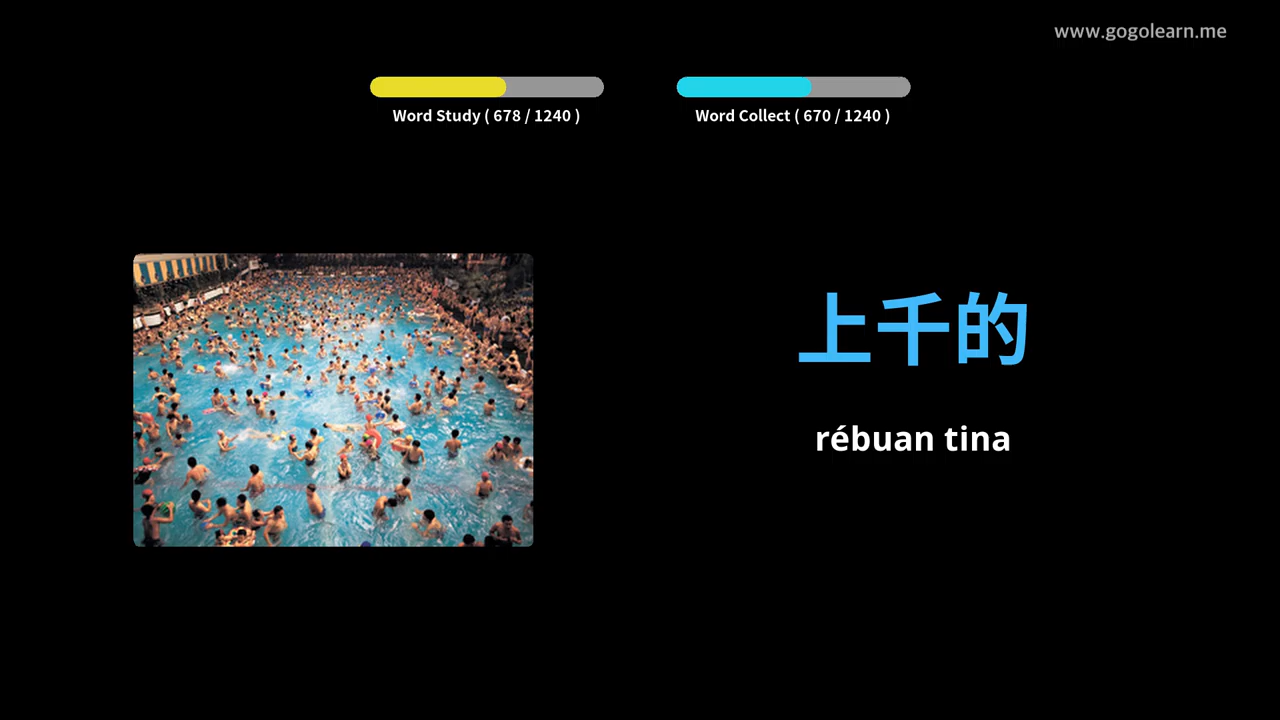 www.gogolearn.me
Word Study ( 678 / 1240 )
Word Collect ( 670 / 1240 )
上千的
rébuan tina